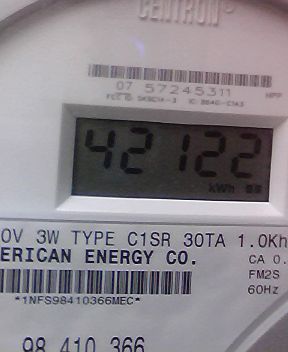 CENTRON®
07 57245311
42122
kWh
0V 3W TYPE C1SR 30TA 1.0Kh
ERICAN ENERGY CO.
CA 0.
FM2S
*1NFS98410366MEC*
60Hz
98 410 366